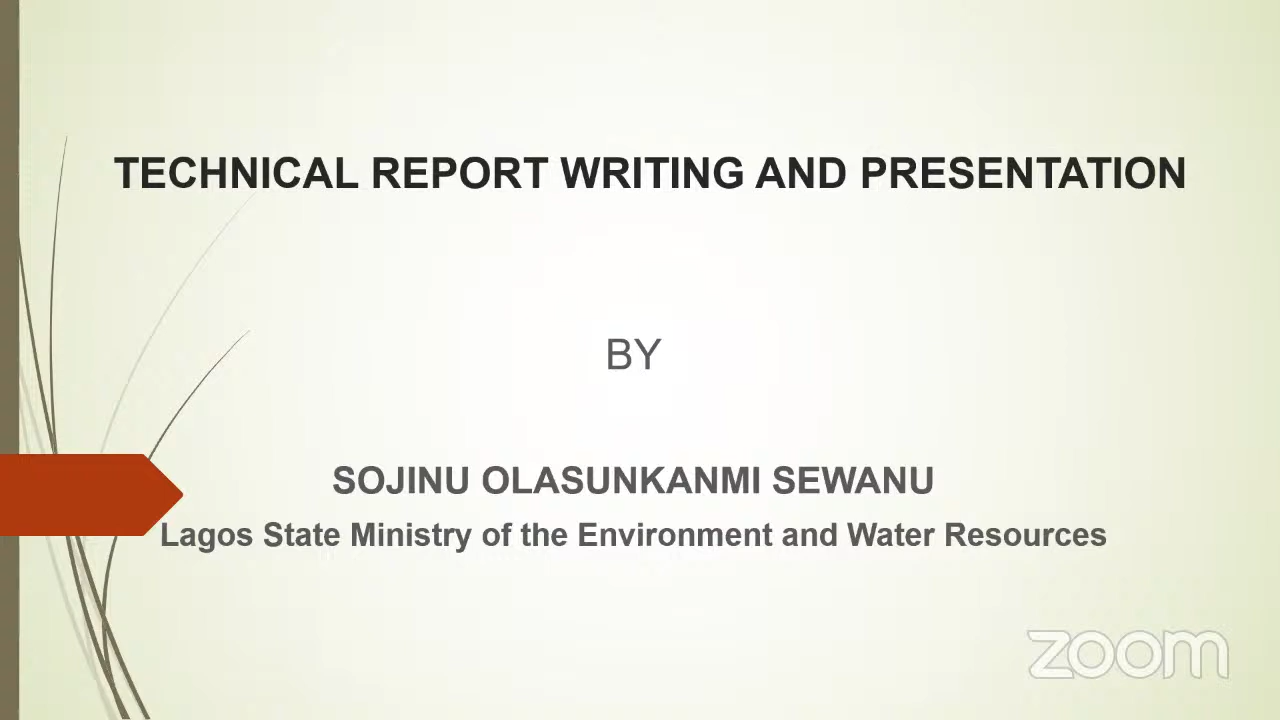 TECHNICAL REPORT WRITING AND PRESENTATION
BY
SOJINU OLASUNKANMI SEWANU
Lagos State Ministry of the Environment and Water Resources
zoom